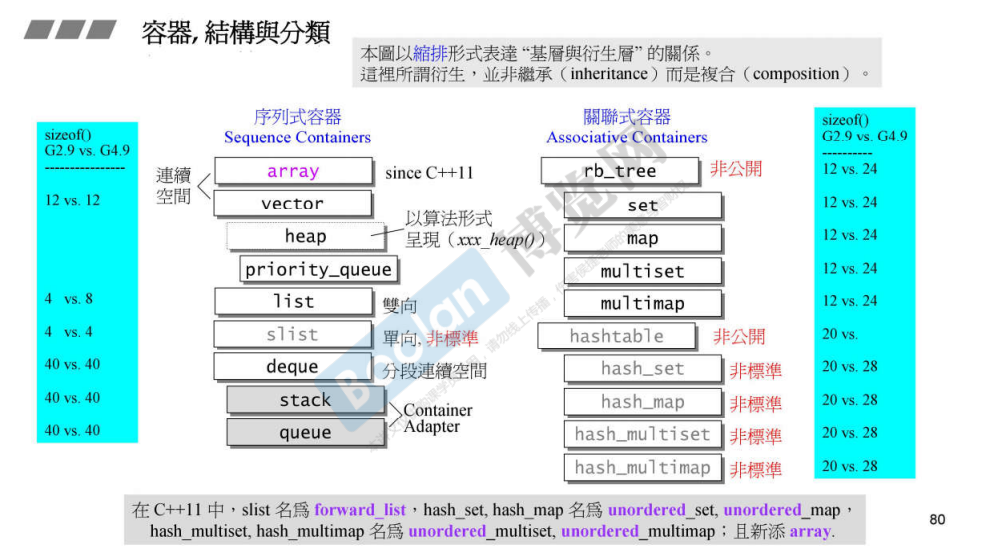 容器, 結構與分類
本圖以縮排形式表達 “基層與衍生層” 的關係。
這裡所謂衍生，並非繼承（inheritance）而是複合（composition）。
sizeof()
G2.9 vs. G4.9
----------------
12 vs. 12
4 vs. 8
4 vs. 4
40 vs. 40
40 vs. 40
40 vs. 40
序列式容器
Sequence Containers
連續
空間
array
since C++11
vector
heap
以算法形式
呈現（xxx_heap()）
priority_queue
list
雙向
slist
單向, 非標準
deque
分段連續空間
stack
queue
Container
Adapter
關聯式容器
Associative Containers
rb_tree
非公開
set
map
multiset
multimap
hashtable
非公開
hash_set
非標準
hash_map
非標準
hash_multiset
非標準
hash_multimap
非標準
sizeof()
G2.9 vs. G4.9
----------
12 vs. 24
12 vs. 24
12 vs. 24
12 vs. 24
12 vs. 24
20 vs.
20 vs. 28
20 vs. 28
20 vs. 28
20 vs. 28
在 C++11 中，slist 名爲 forward_list，hash_set, hash_map 名爲 unordered_set, unordered_map，
hash_multiset, hash_multimap 名爲 unordered_multiset, unordered_multimap；且新添 array.
80
Boolan 博览网